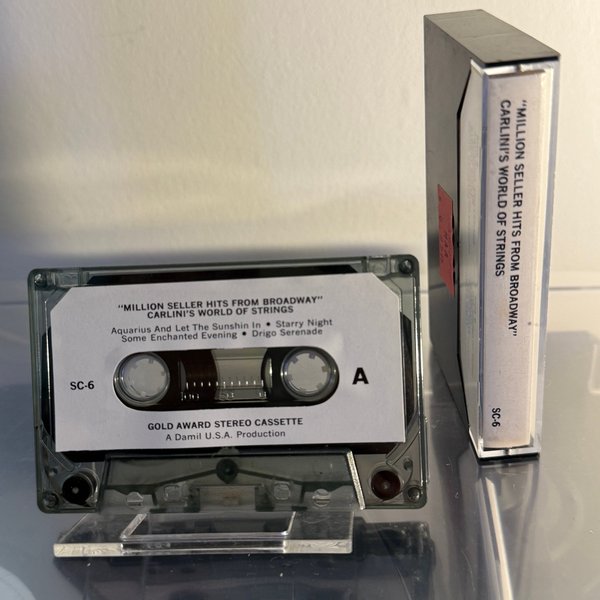 "MILLION SELLER HITS FROM BROADWAY"
CARLINI'S WORLD OF STRINGS
Aquarius And Let The Sunshin In • Starry Night
Some Enchanted Evening • Drigo Serenade
SC-6
A
GOLD AWARD STEREO CASSETTE
A Damil U.S.A. Production
"MILLION SELLER HITS FROM BROADWAY"
CARLINI'S WORLD OF STRINGS
SC-6